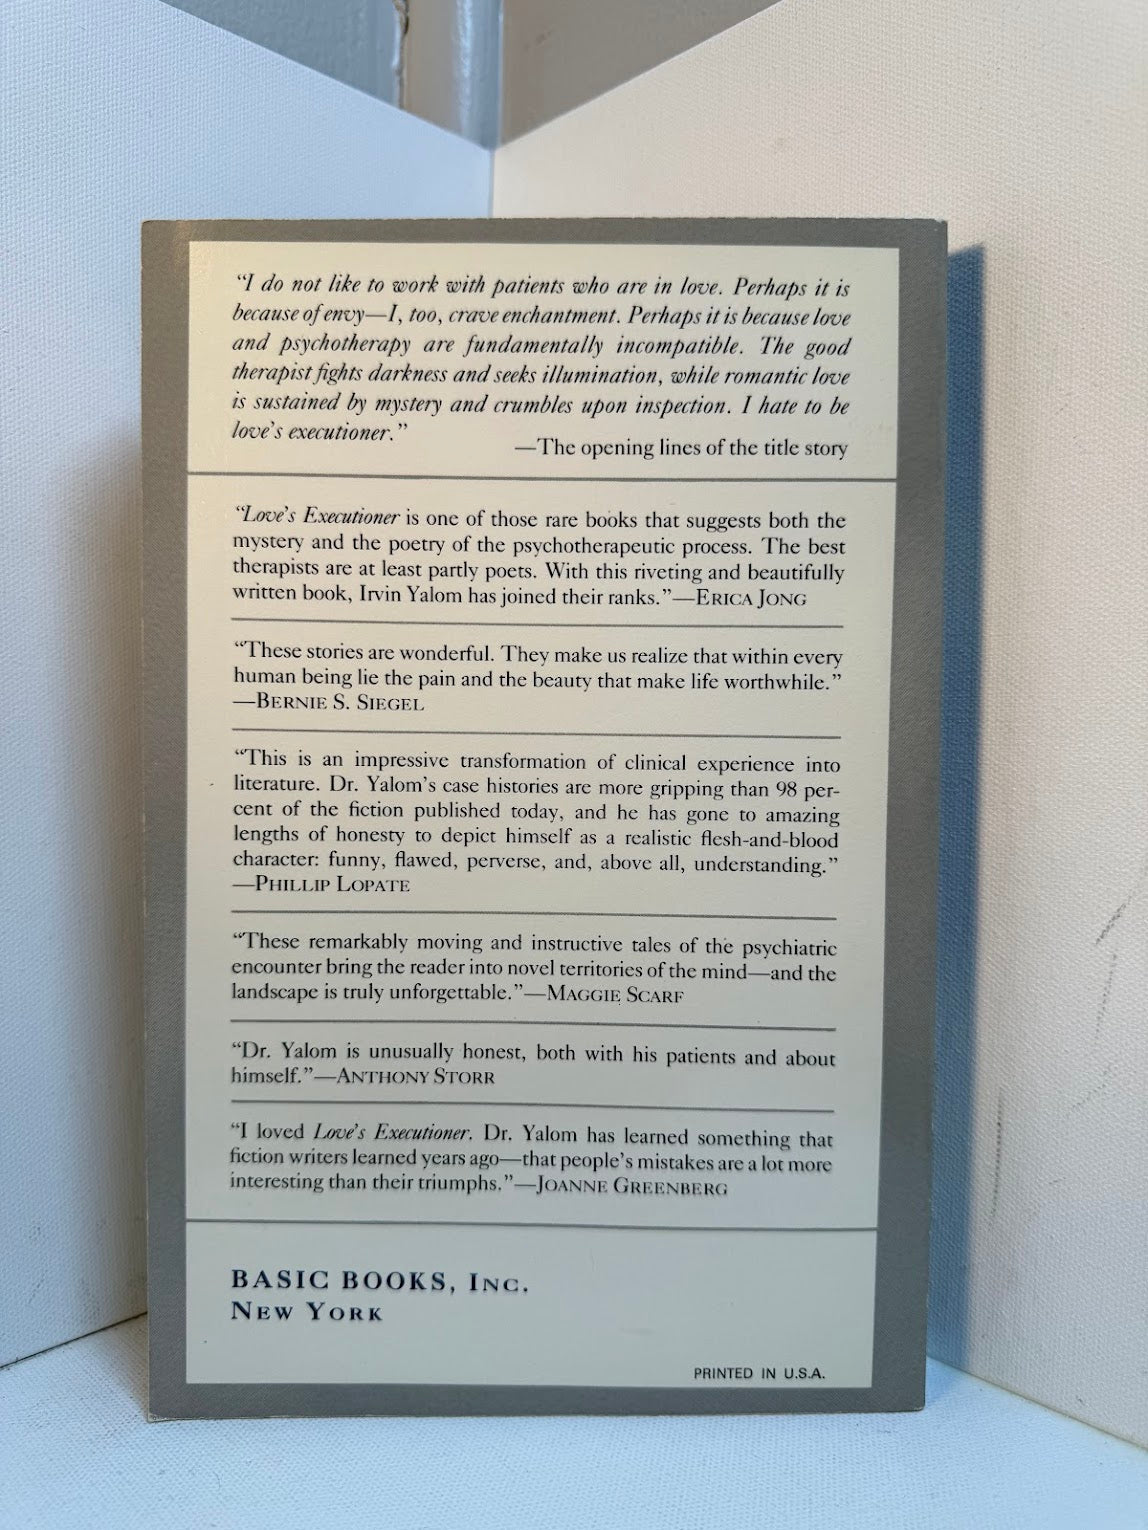 “I do not like to work with patients who are in love. Perhaps it is
because of envy—I, too, crave enchantment. Perhaps it is because love
and psychotherapy are fundamentally incompatible. The good
therapist fights darkness and seeks illumination, while romantic love
is sustained by mystery and crumbles upon inspection. I hate to be
love’s executioner.”
—The opening lines of the title story
“Love’s Executioner is one of those rare books that suggests both the
mystery and the poetry of the psychotherapeutic process. The best
therapists are at least partly poets. With this riveting and beautifully
written book, Irvin Yalom has joined their ranks.”—ERICA JONG
“These stories are wonderful. They make us realize that within every
human being lie the pain and the beauty that make life worthwhile.”
—BERNIE S. SIEGEL
“This is an impressive transformation of clinical experience into
literature. Dr. Yalom’s case histories are more gripping than 98 per-
cent of the fiction published today, and he has gone to amazing
lengths of honesty to depict himself as a realistic flesh-and-blood
character: funny, flawed, perverse, and, above all, understanding.”
—PHILLIP LOPATE
“These remarkably moving and instructive tales of the psychiatric
encounter bring the reader into novel territories of the mind—and the
landscape is truly unforgettable.”—MAGGIE SCARF
“Dr. Yalom is unusually honest, both with his patients and about
himself.”—ANTHONY STORR
“I loved Love’s Executioner. Dr. Yalom has learned something that
fiction writers learned years ago—that people’s mistakes are a lot more
interesting than their triumphs.”—JOANNE GREENBERG
BASIC BOOKS, INC.
NEW YORK
PRINTED IN U.S.A.